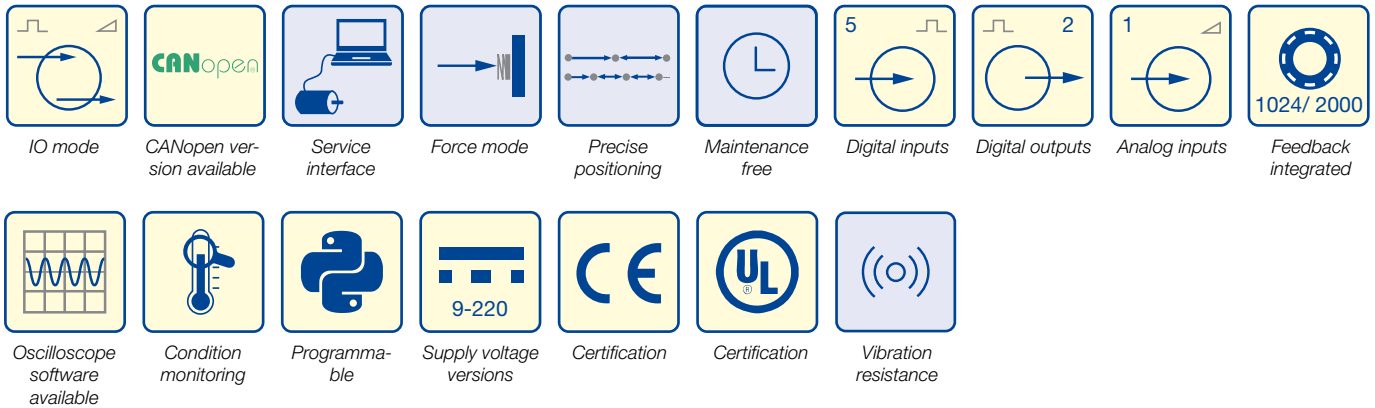 CANopen
5
2
1
1024/ 2000
IO mode
CANopen ver-
sion available
Service
interface
Force mode
Precise
positioning
Maintenance
free
Digital inputs
Digital outputs
Analog inputs
Feedback
integrated
9-220
CE
UL
®
Oscilloscope
software
available
Condition
monitoring
Programma-
ble
Supply voltage
versions
Certification
Certification
Vibration
resistance